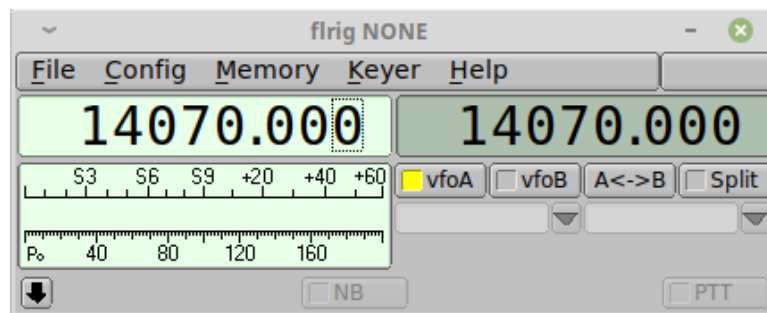 flrig NONE
File Config Memory Keyer Help
14070.000 14070.000
S3 S6 S9 +20 +40 +60
vfoA vfoB A<->B Split
Po 40 80 120 160
NB PTT